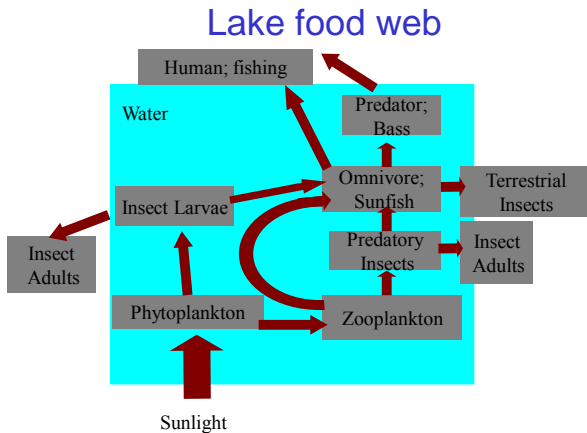 Lake food web
Human; fishing
Water
Predator;
Bass
Omnivore;
Sunfish
Terrestrial
Insects
Insect Larvae
Insect
Adults
Predatory
Insects
Insect
Adults
Phytoplankton
Zooplankton
Sunlight